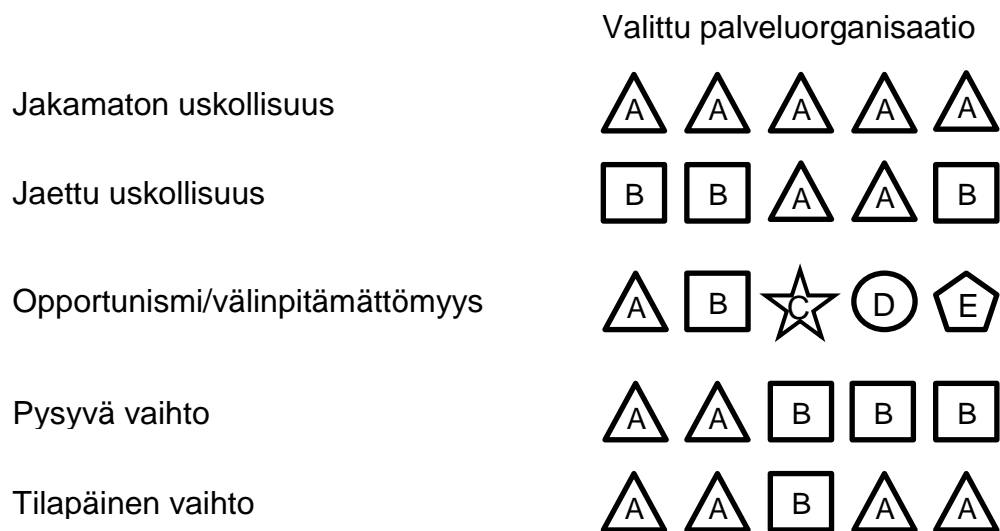 Valittu palveluorganisaatio
Jakamaton uskollisuus A A A A A
Jaettu uskollisuus B B A A B
Opportunismi/välinpitämättömyys A B C D E
Pysyvä vaihto A A B B B
Tilapäinen vaihto A A B A A